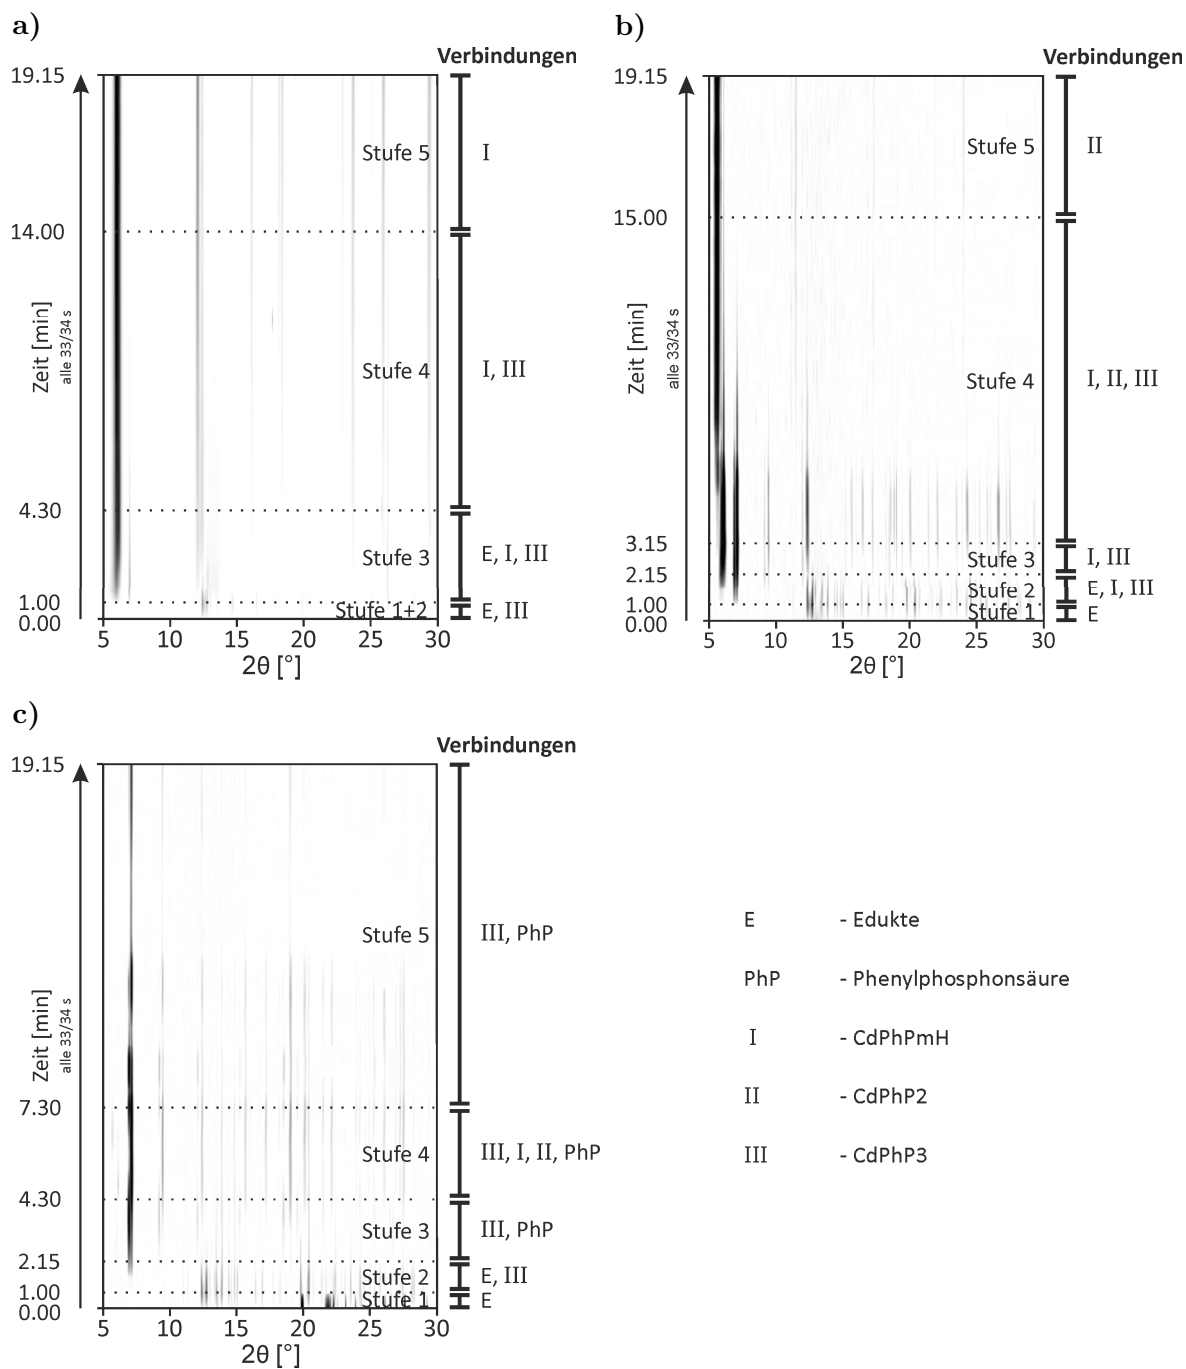 a)
Verbindungen
19.15
Stufe 5
I
14.00
Zeit [min]
alle 33/34 s
Stufe 4
I, III
4.30
Stufe 3
E, I, III
1.00
Stufe 1+2
E, III
0.00
5 10 15 20 25 30
2θ [°]
b)
Verbindungen
19.15
Stufe 5
II
15.00
Zeit [min]
alle 33/34 s
Stufe 4
I, II, III
3.15
Stufe 3
I, III
2.15
Stufe 2
E, I, III
1.00
Stufe 1
E
0.00
5 10 15 20 25 30
2θ [°]
c)
Verbindungen
19.15
Stufe 5
III, PhP
Zeit [min]
alle 33/34 s
7.30
Stufe 4
III, I, II, PhP
4.30
Stufe 3
III, PhP
2.15
Stufe 2
E, III
1.00
Stufe 1
E
0.00
5 10 15 20 25 30
2θ [°]
E - Edukte
PhP - Phenylphosphonsäure
I - CdPhPmH
II - CdPhP2
III - CdPhP3